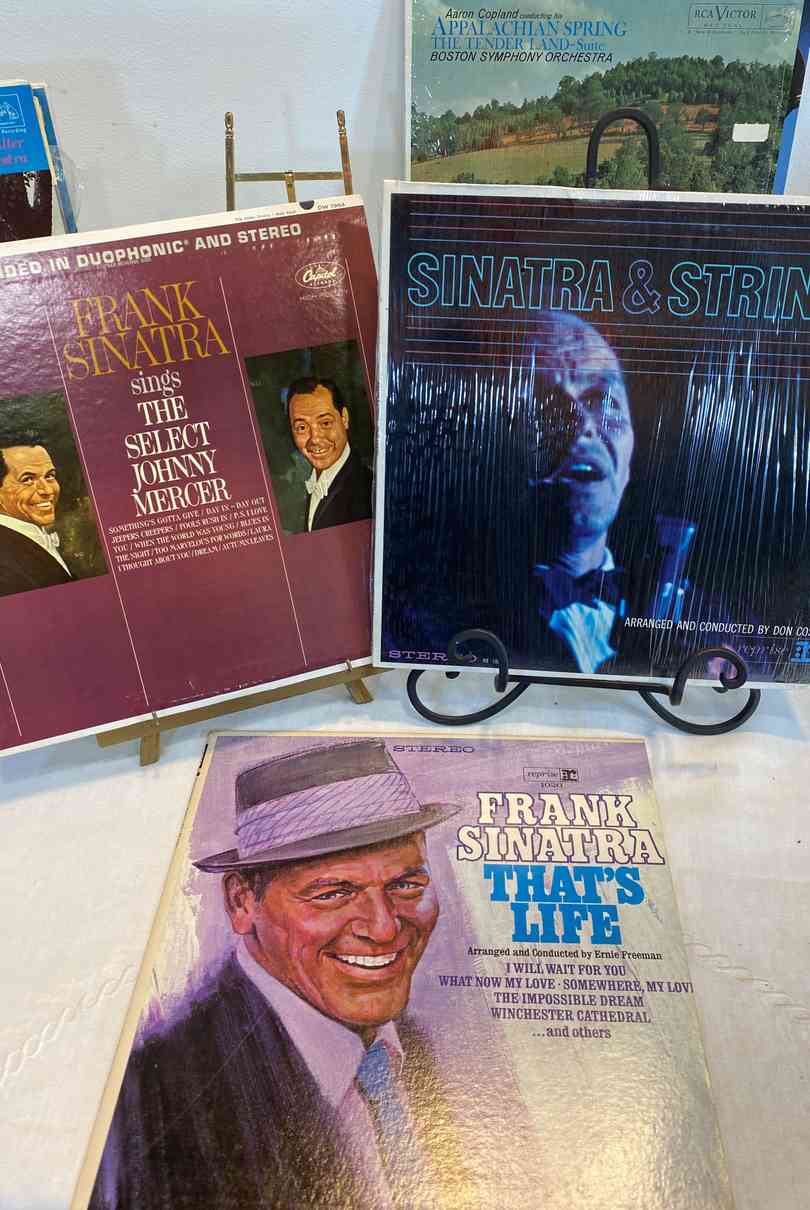 Aaron Copland conducting his
APPALACHIAN SPRING
THE TENDER LAND-Suite
BOSTON SYMPHONY ORCHESTRA
RCA VICTOR
DED IN DUOPHONIC® AND STEREO
Capitol
FRANK
SINATRA
sings
THE
SELECT
JOHNNY
MERCER
SOMETHING'S GOTTA GIVE / DAY IN-DAY OUT
JEEPERS CREEPERS / FOOLS RUSH IN / P.S. I LOVE
YOU / WHEN THE WORLD WAS YOUNG / BLUES IN
THE NIGHT / TOO MARVELOUS FOR WORDS / LAURA
I THOUGHT ABOUT YOU / DREAM / AUTUMN LEAVES
SINATRA & STRIN
ARRANGED AND CONDUCTED BY DON CO
STER
reprise
STEREO
reprise
1020
FRANK
SINATRA
THAT'S
LIFE
Arranged and Conducted by Ernie Freeman
I WILL WAIT FOR YOU
WHAT NOW MY LOVE · SOMEWHERE, MY LOV
THE IMPOSSIBLE DREAM
WINCHESTER CATHEDRAL
...and others